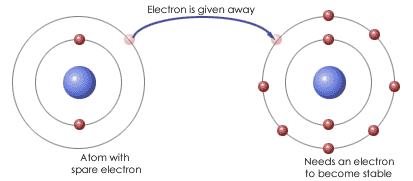 Electron is given away
Atom with
spare electron
Needs an electron
to become stable